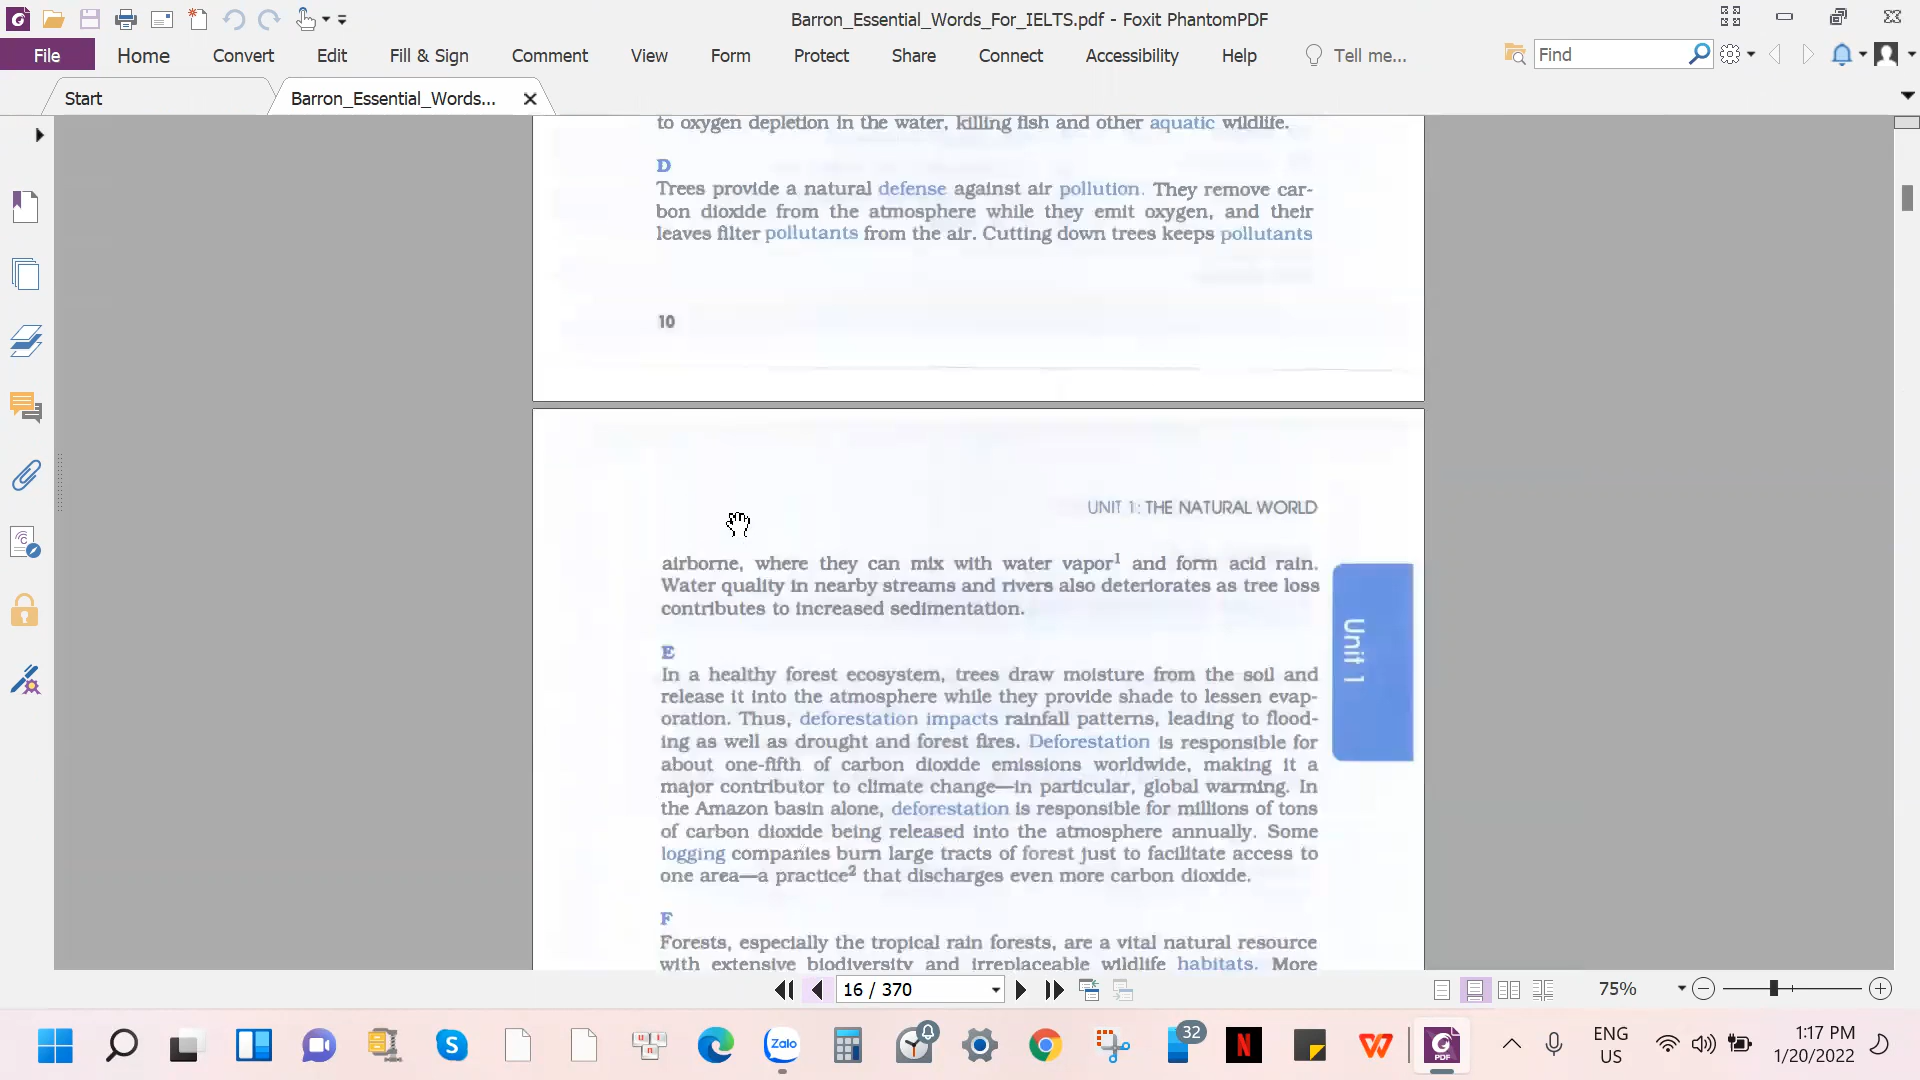 Barron_Essential_Words_For_IELTS.pdf - Foxit PhantomPDF
File Home Convert Edit Fill & Sign Comment View Form Protect Share Connect Accessibility Help Tell me... Find
Start Barron_Essential_Words...
to oxygen depletion in the water, killing fish and other aquatic wildlife.
D
Trees provide a natural defense against air pollution. They remove car-
bon dioxide from the atmosphere while they emit oxygen, and their
leaves filter pollutants from the air. Cutting down trees keeps pollutants
10
UNIT 1: THE NATURAL WORLD
airborne, where they can mix with water vapor1 and form acid rain.
Water quality in nearby streams and rivers also deteriorates as tree loss
contributes to increased sedimentation.
Unit 1
E
In a healthy forest ecosystem, trees draw moisture from the soil and
release it into the atmosphere while they provide shade to lessen evap-
oration. Thus, deforestation impacts rainfall patterns, leading to flood-
ing as well as drought and forest fires. Deforestation is responsible for
about one-fifth of carbon dioxide emissions worldwide, making it a
major contributor to climate change—in particular, global warming. In
the Amazon basin alone, deforestation is responsible for millions of tons
of carbon dioxide being released into the atmosphere annually. Some
logging companies burn large tracts of forest just to facilitate access to
one area—a practice2 that discharges even more carbon dioxide.
F
Forests, especially the tropical rain forests, are a vital natural resource
with extensive biodiversity and irreplaceable wildlife habitats. More
16 / 370 75%
Zalo 32 N PDF ENG 1:17 PM
US 1/20/2022